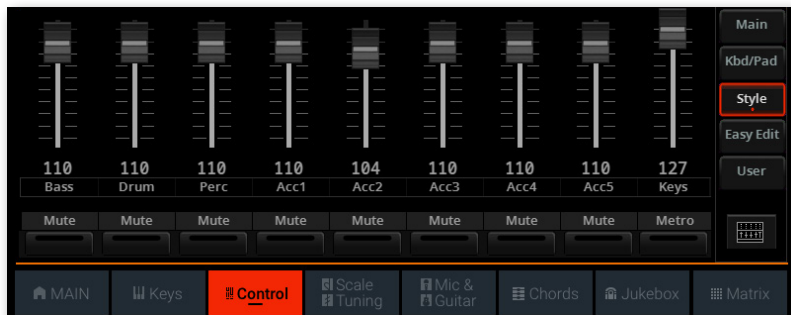 Main
Kbd/Pad
Style
Easy Edit
User
110 110 110 110 104 110 110 110 127
Bass Drum Perc Acc1 Acc2 Acc3 Acc4 Acc5 Keys
Mute Mute Mute Mute Mute Mute Mute Mute Metro
MAIN Keys Control Scale Tuning Mic & Guitar Chords Jukebox Matrix